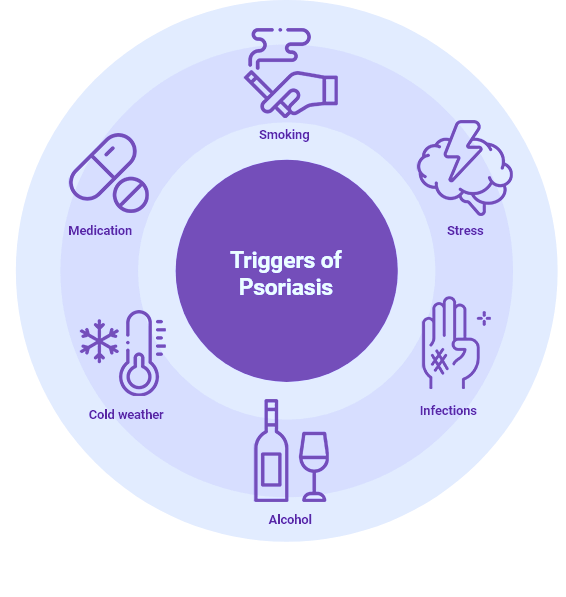 Triggers of
Psoriasis
Smoking
Stress
Infections
Alcohol
Cold weather
Medication